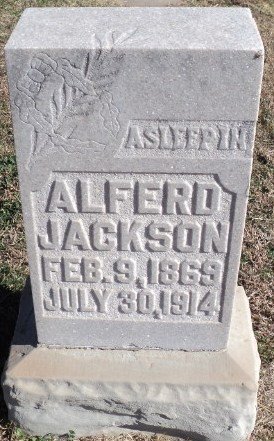 ASLEEP IN
ALFERD
JACKSON
FEB. 9, 1869
JULY 30, 1914